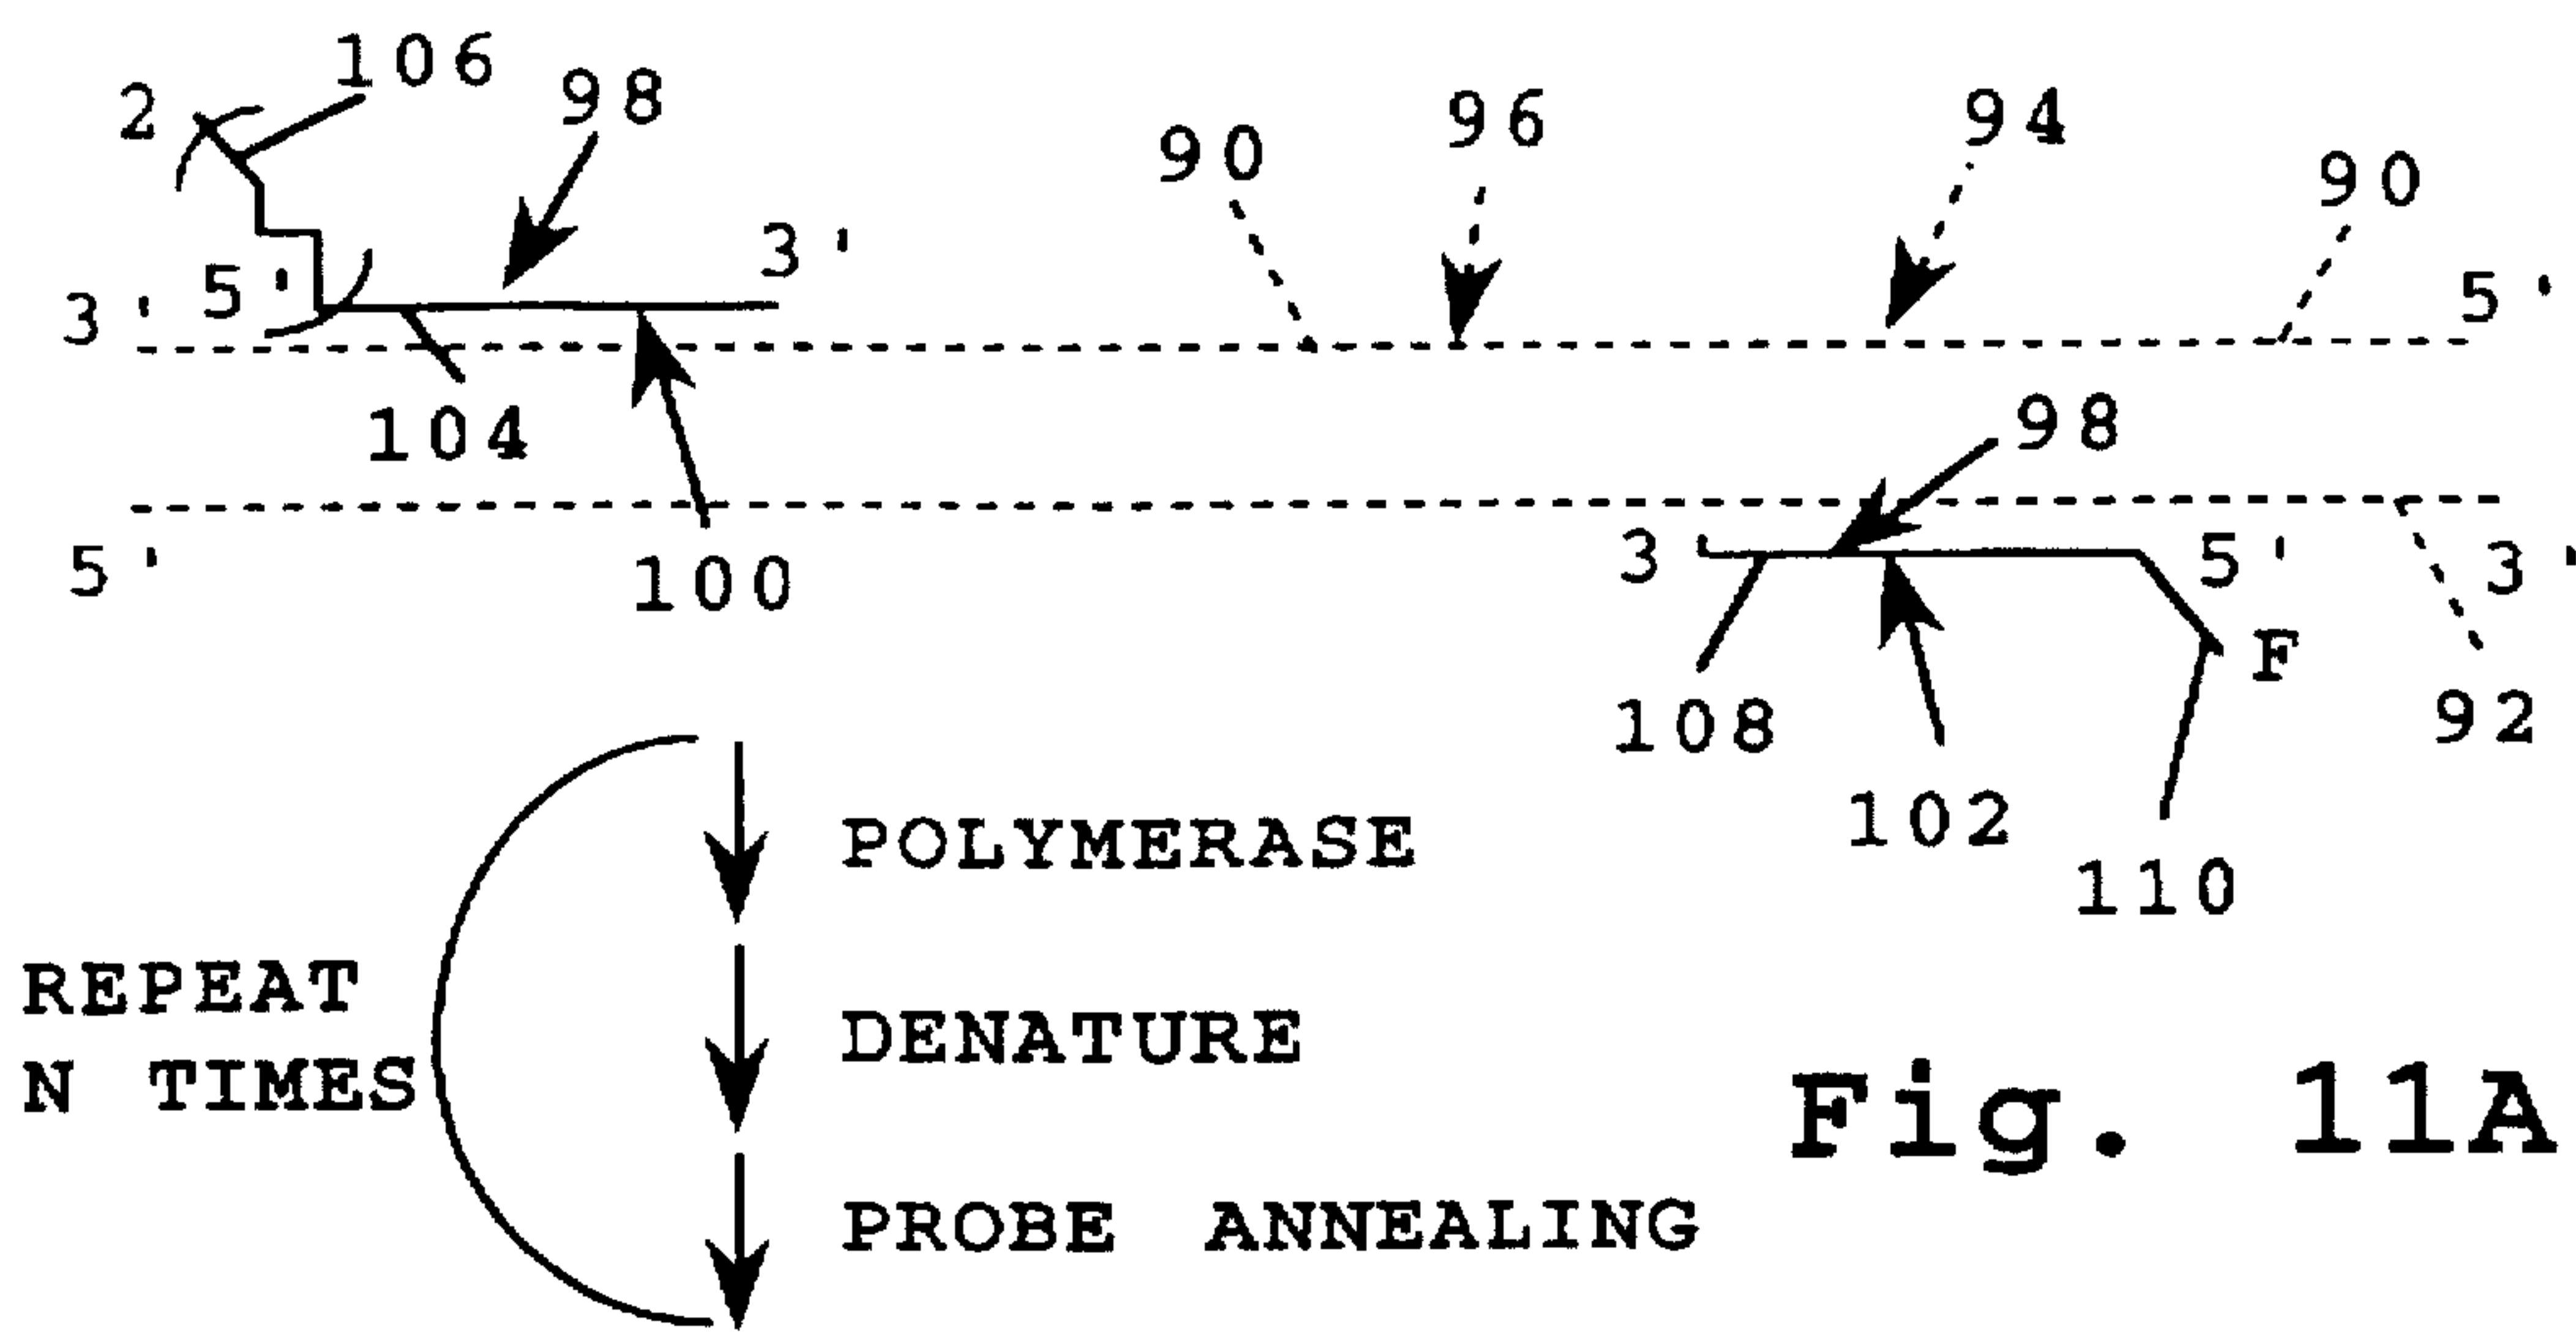 2 106 98 90 96 94 90
3' 5' 3' 5'
104 98
5' 100 3' 5' 3'
F
108 102 110 92
POLYMERASE
REPEAT
N TIMES
DENATURE
PROBE ANNEALING
Fig. 11A